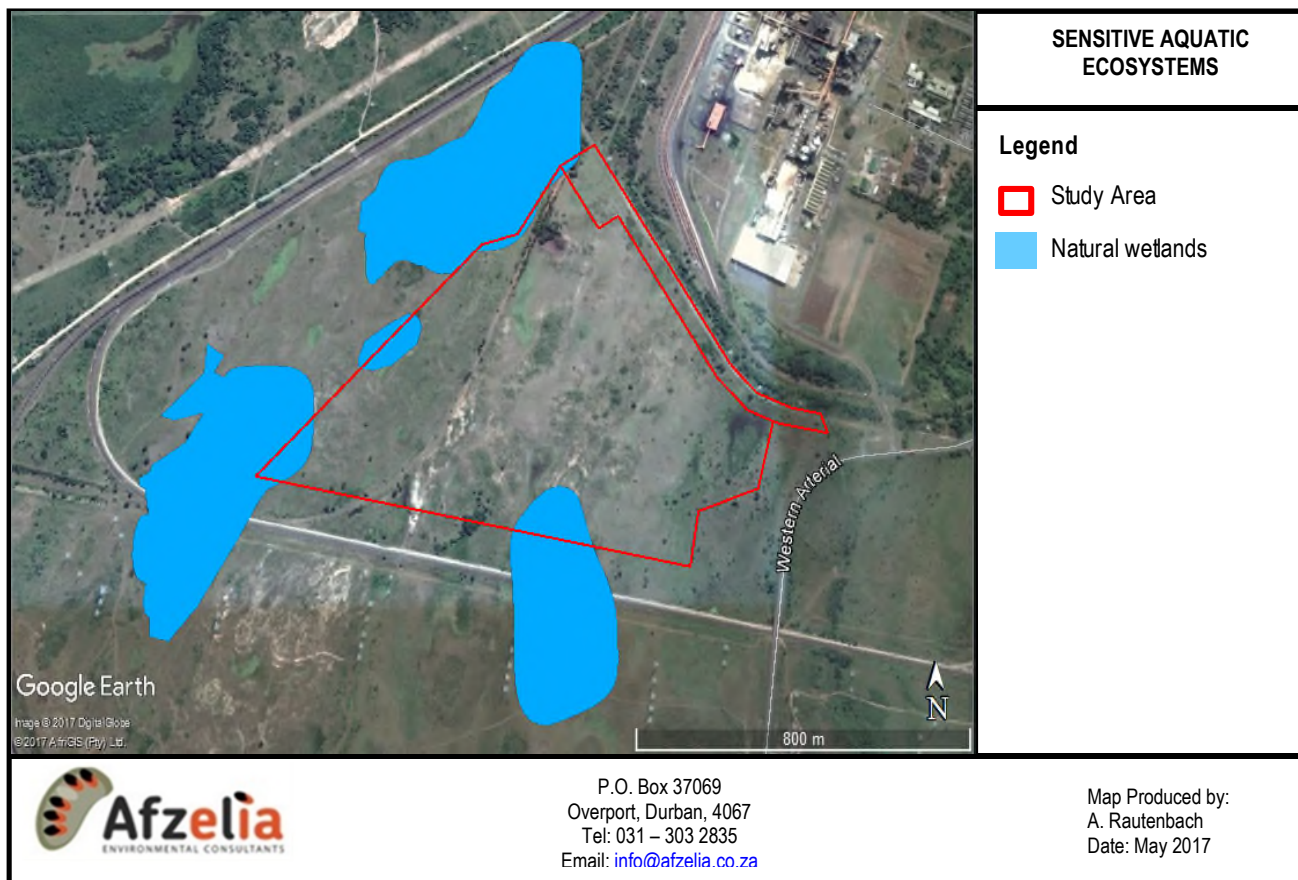 SENSITIVE AQUATIC
ECOSYSTEMS
Legend
Study Area
Natural wetlands
Western Arterial
Google Earth
Image © 2017 DigitalGlobe
© 2017 AfriGIS (Pty) Ltd.
N
800 m
Afzelia
ENVIRONMENTAL CONSULTANTS
P.O. Box 37069
Overport, Durban, 4067
Tel: 031 – 303 2835
Email: info@afzelia.co.za
Map Produced by:
A. Rautenbach
Date: May 2017